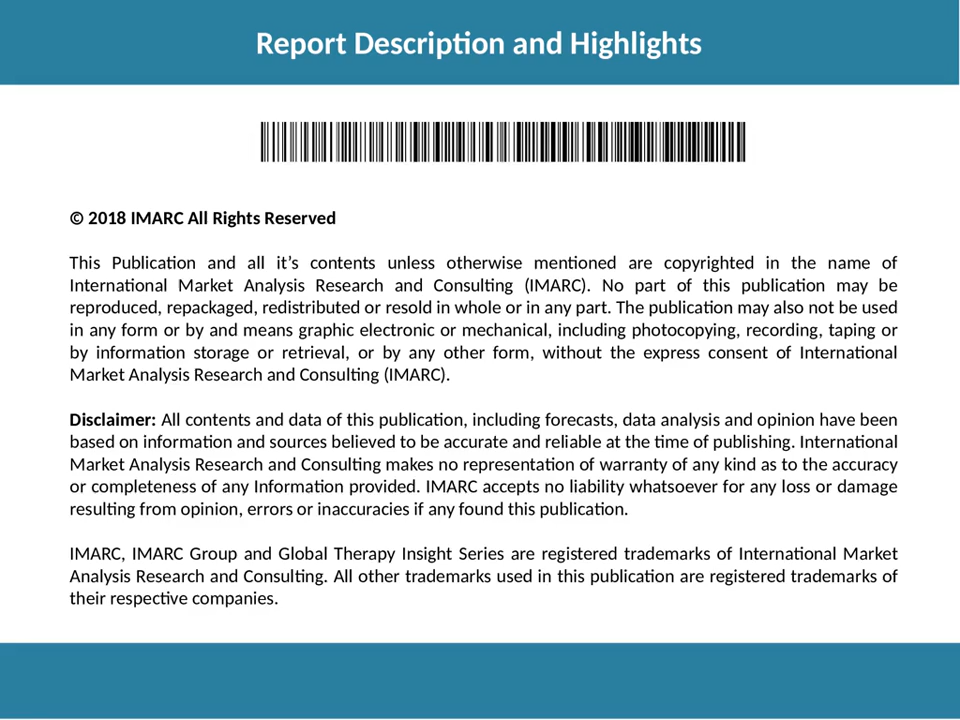 Report Description and Highlights
© 2018 IMARC All Rights Reserved
This Publication and all it’s contents unless otherwise mentioned are copyrighted in the name of
International Market Analysis Research and Consulting (IMARC). No part of this publication may be
reproduced, repackaged, redistributed or resold in whole or in any part. The publication may also not be used
in any form or by and means graphic electronic or mechanical, including photocopying, recording, taping or
by information storage or retrieval, or by any other form, without the express consent of International
Market Analysis Research and Consulting (IMARC).
Disclaimer: All contents and data of this publication, including forecasts, data analysis and opinion have been
based on information and sources believed to be accurate and reliable at the time of publishing. International
Market Analysis Research and Consulting makes no representation of warranty of any kind as to the accuracy
or completeness of any Information provided. IMARC accepts no liability whatsoever for any loss or damage
resulting from opinion, errors or inaccuracies if any found this publication.
IMARC, IMARC Group and Global Therapy Insight Series are registered trademarks of International Market
Analysis Research and Consulting. All other trademarks used in this publication are registered trademarks of
their respective companies.